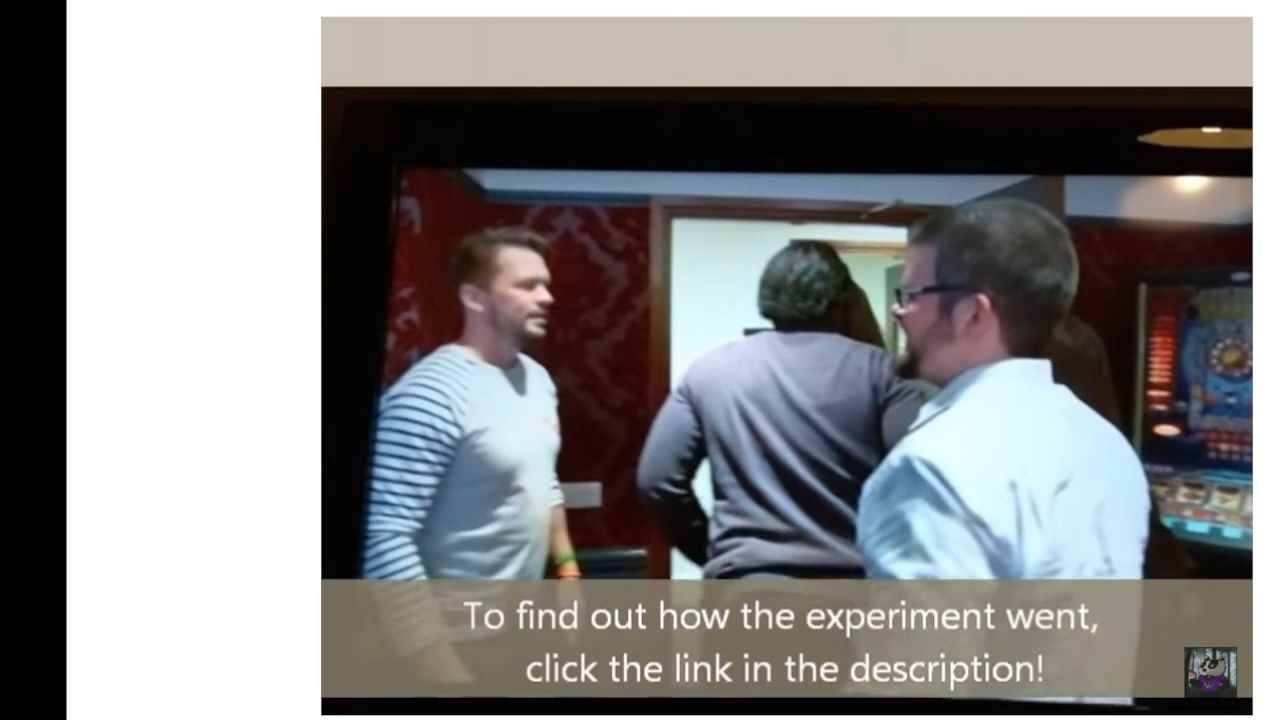 To find out how the experiment went,
click the link in the description!